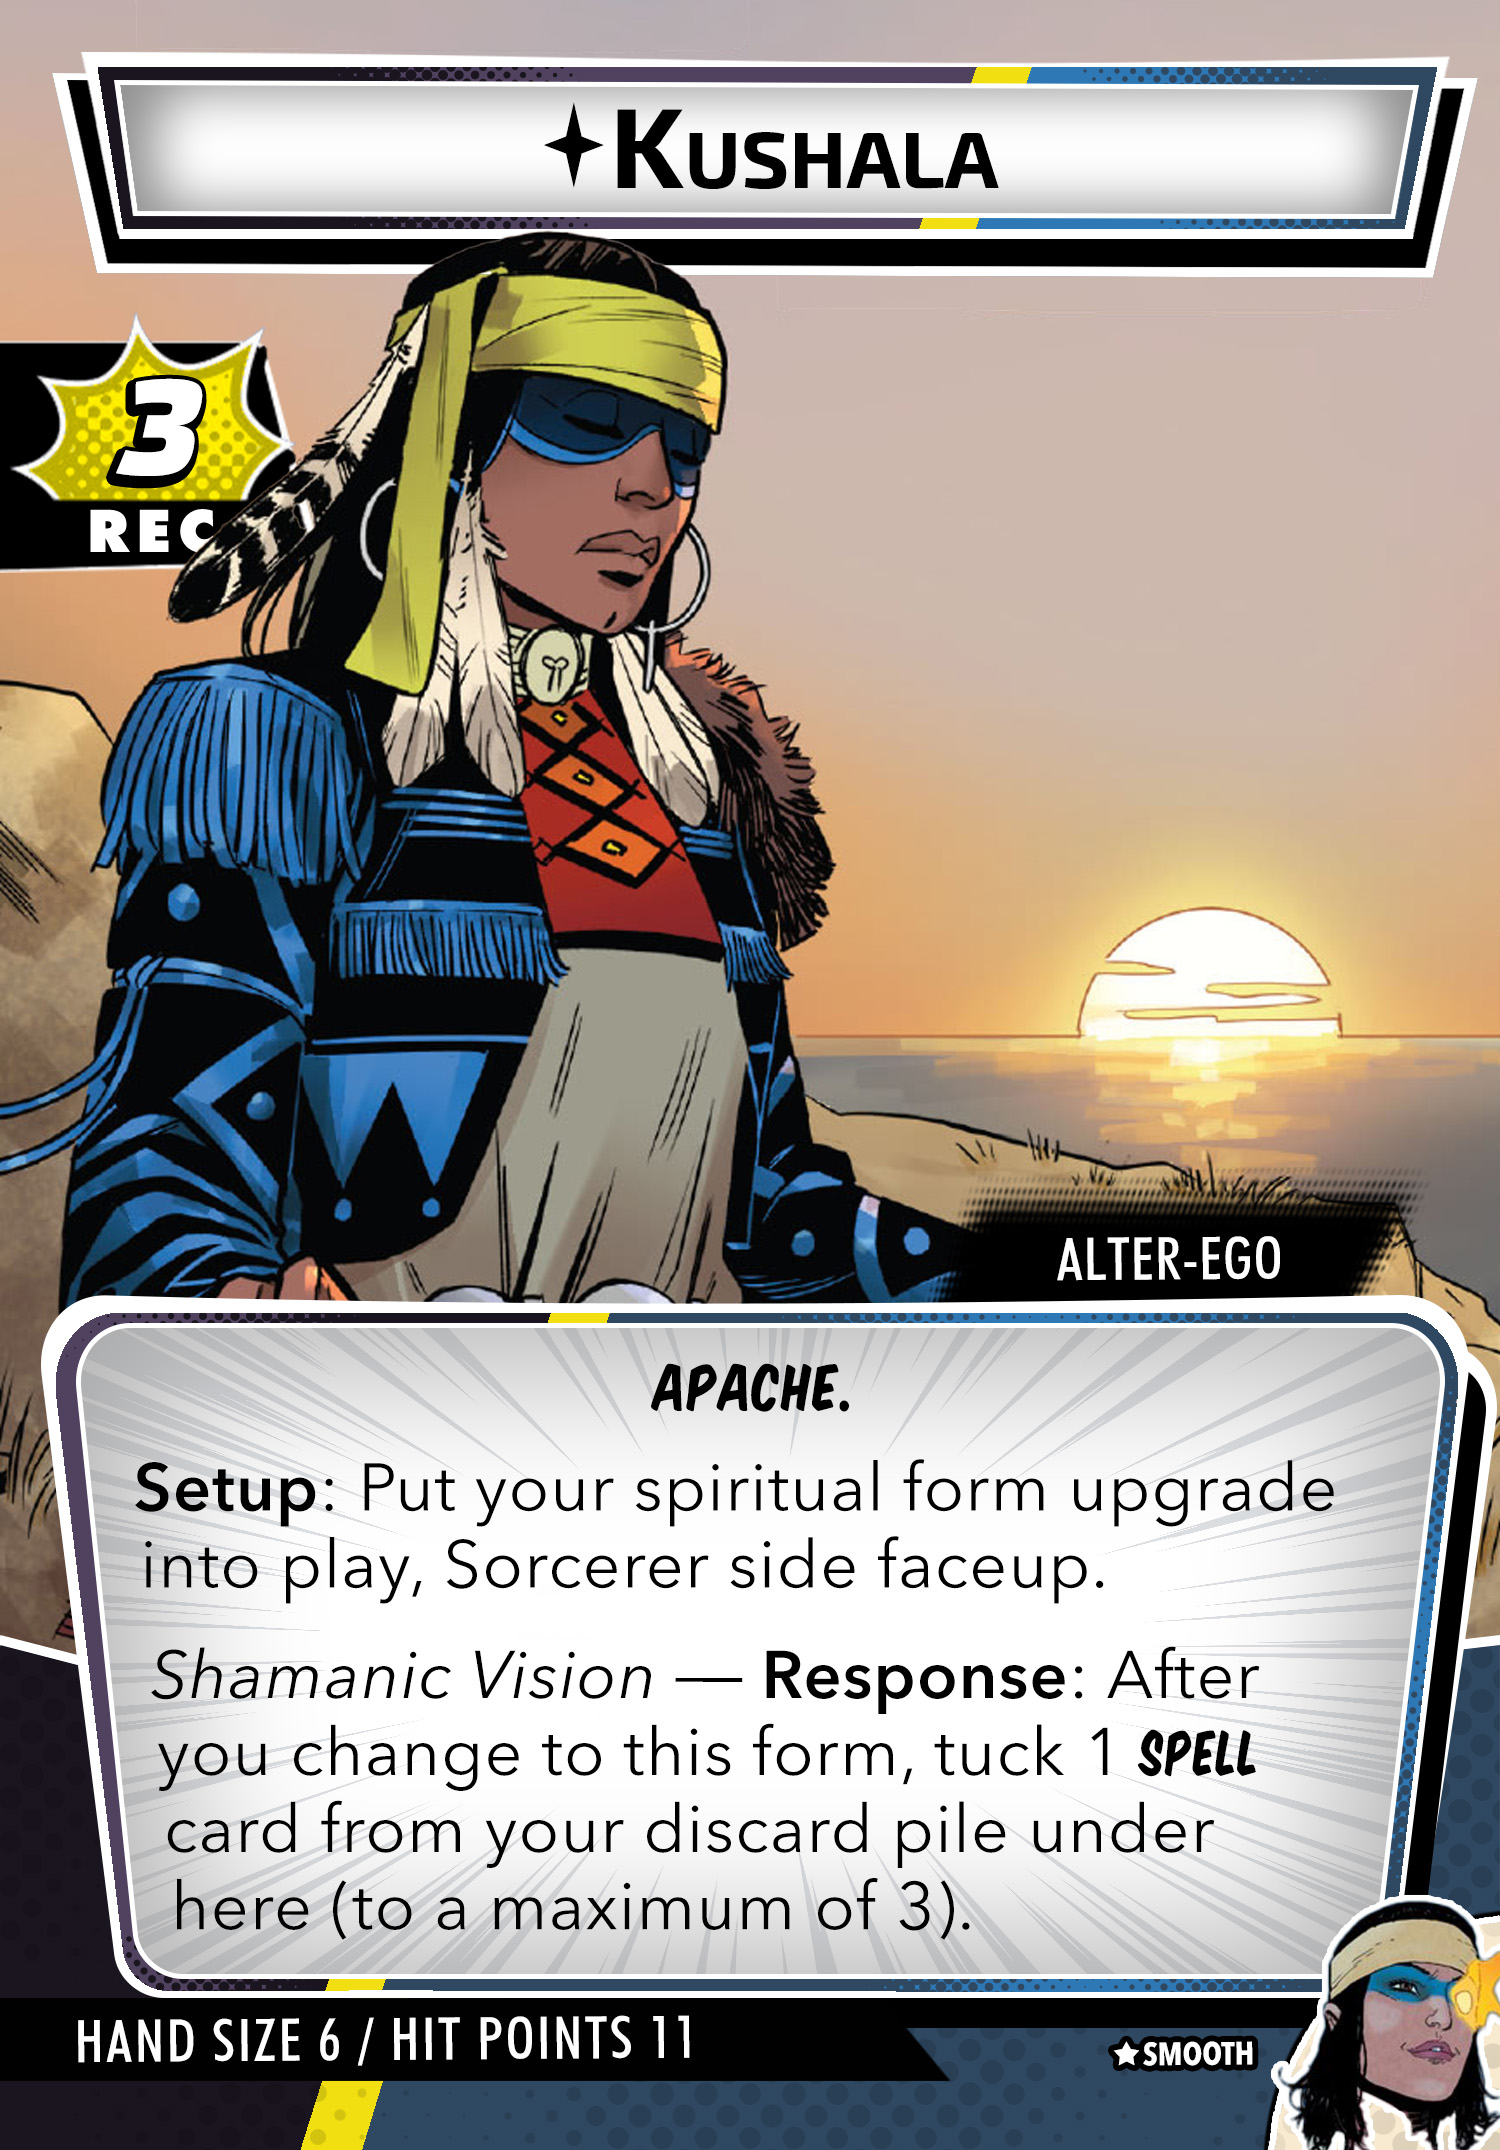 Kushala
3
REC
ALTER-EGO
APACHE.
Setup: Put your spiritual form upgrade
into play, Sorcerer side faceup.
Shamanic Vision — Response: After
you change to this form, tuck 1 SPELL
card from your discard pile under
here (to a maximum of 3).
HAND SIZE 6 / HIT POINTS 11
SMOOTH